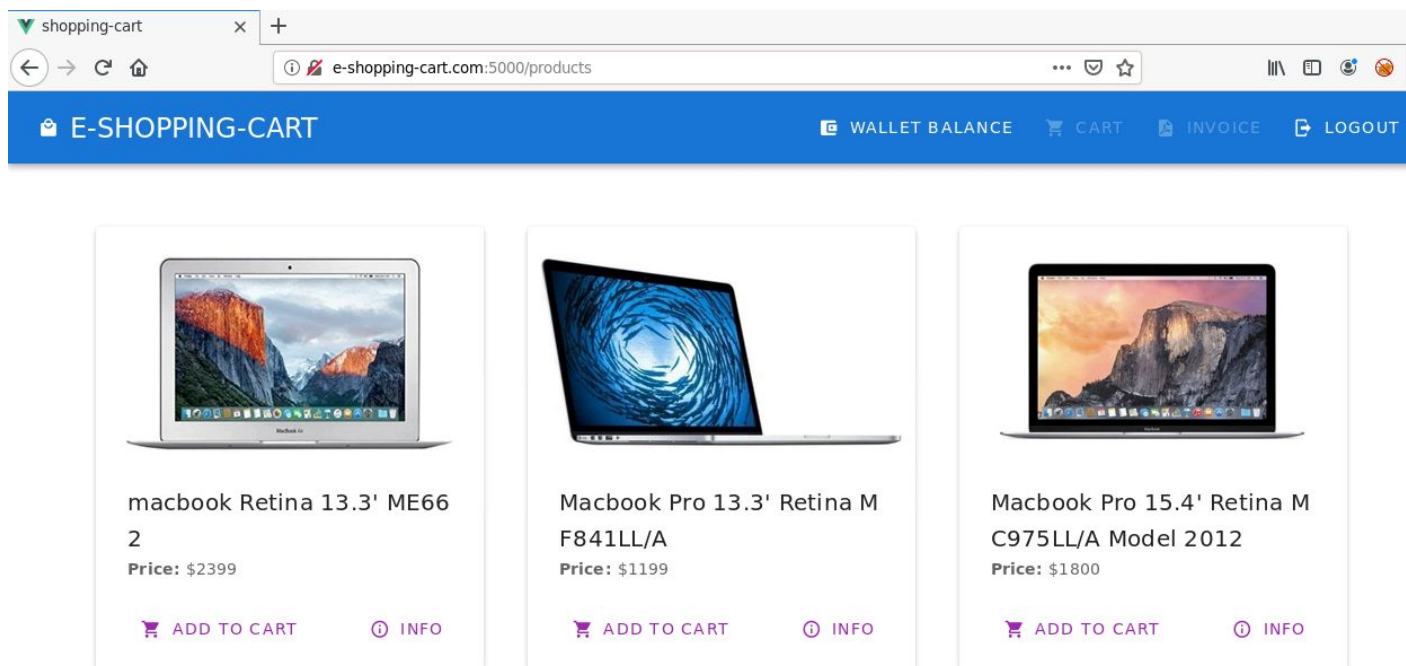 shopping-cart
e-shopping-cart.com:5000/products
E-SHOPPING-CART
WALLET BALANCE
CART
INVOICE
LOGOUT
macbook Retina 13.3' ME66
2
Price: $2399
ADD TO CART
INFO
Macbook Pro 13.3' Retina M
F841LL/A
Price: $1199
ADD TO CART
INFO
Macbook Pro 15.4' Retina M
C975LL/A Model 2012
Price: $1800
ADD TO CART
INFO